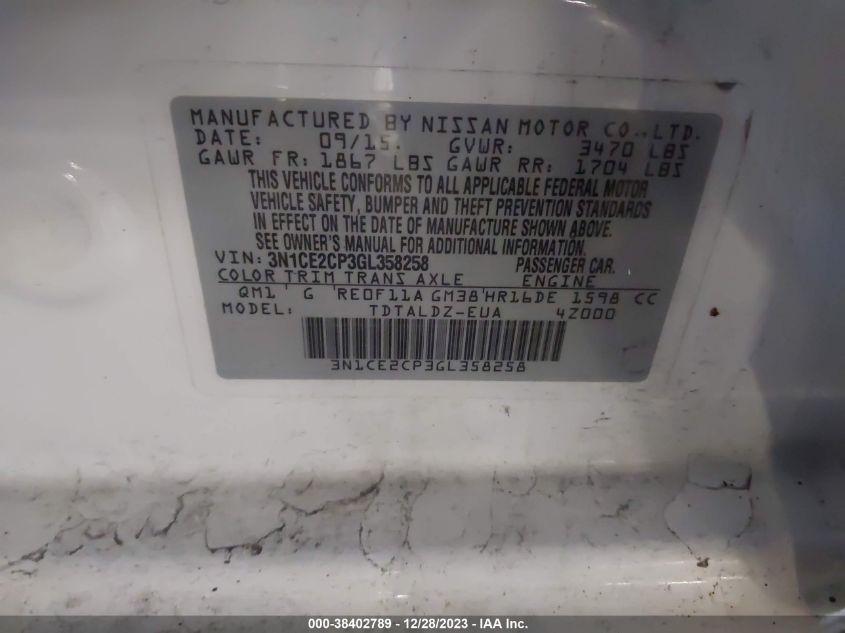 MANUFACTURED BY NISSAN MOTOR CO.,LTD.
DATE: 09/15. GVWR: 3470 LBS
GAWR FR: 1867 LBS GAWR RR: 1704 LBS
THIS VEHICLE CONFORMS TO ALL APPLICABLE FEDERAL MOTOR
VEHICLE SAFETY, BUMPER AND THEFT PREVENTION STANDARDS
IN EFFECT ON THE DATE OF MANUFACTURE SHOWN ABOVE.
SEE OWNER'S MANUAL FOR ADDITIONAL INFORMATION.
VIN: 3N1CE2CP3GL358258 PASSENGER CAR.
COLOR TRIM TRANS AXLE ENGINE
QM1 ' G 'RE0F11A GM38'HR16DE 1598 CC
MODEL: TDTALDZ-EUA 4Z000
3N1CE2CP3GL358258
000-38402789 - 12/28/2023 - IAA Inc.